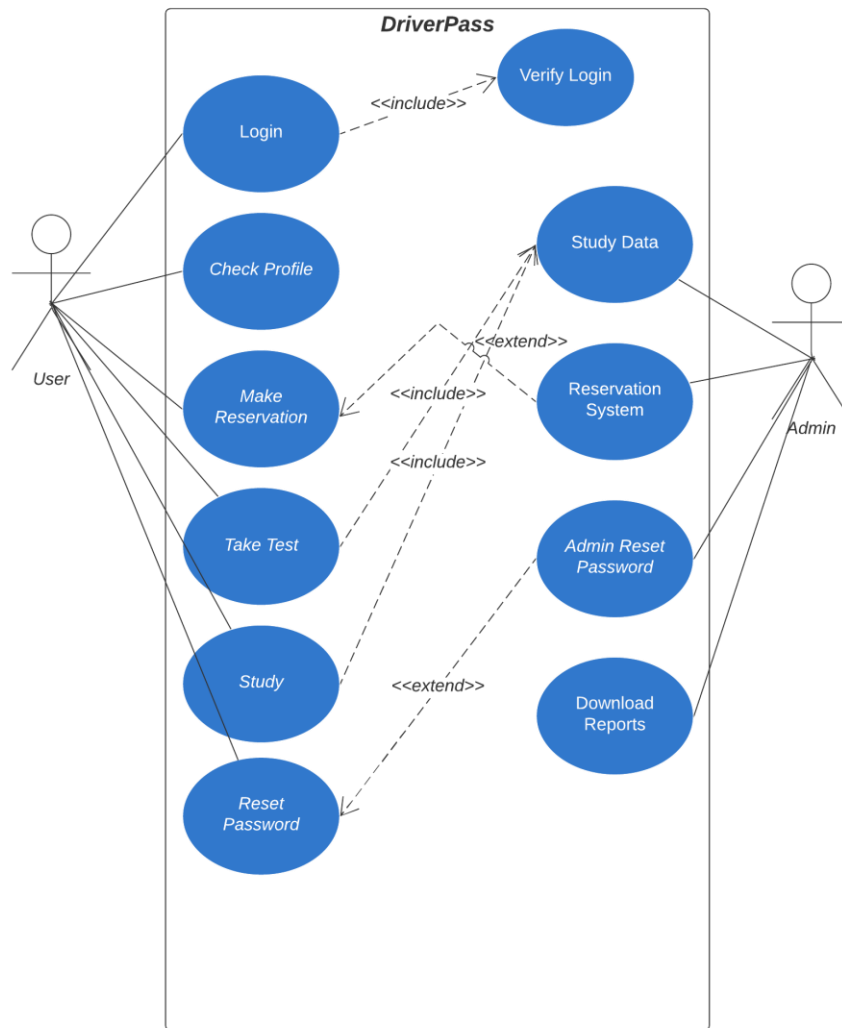 DriverPass
Verify Login
<<include>>
Login
Study Data
Check Profile
User
<<extend>>
Make
Reservation
<<include>>
Reservation
System
Admin
<<include>>
Take Test
Admin Reset
Password
Study
<<extend>>
Download
Reports
Reset
Password